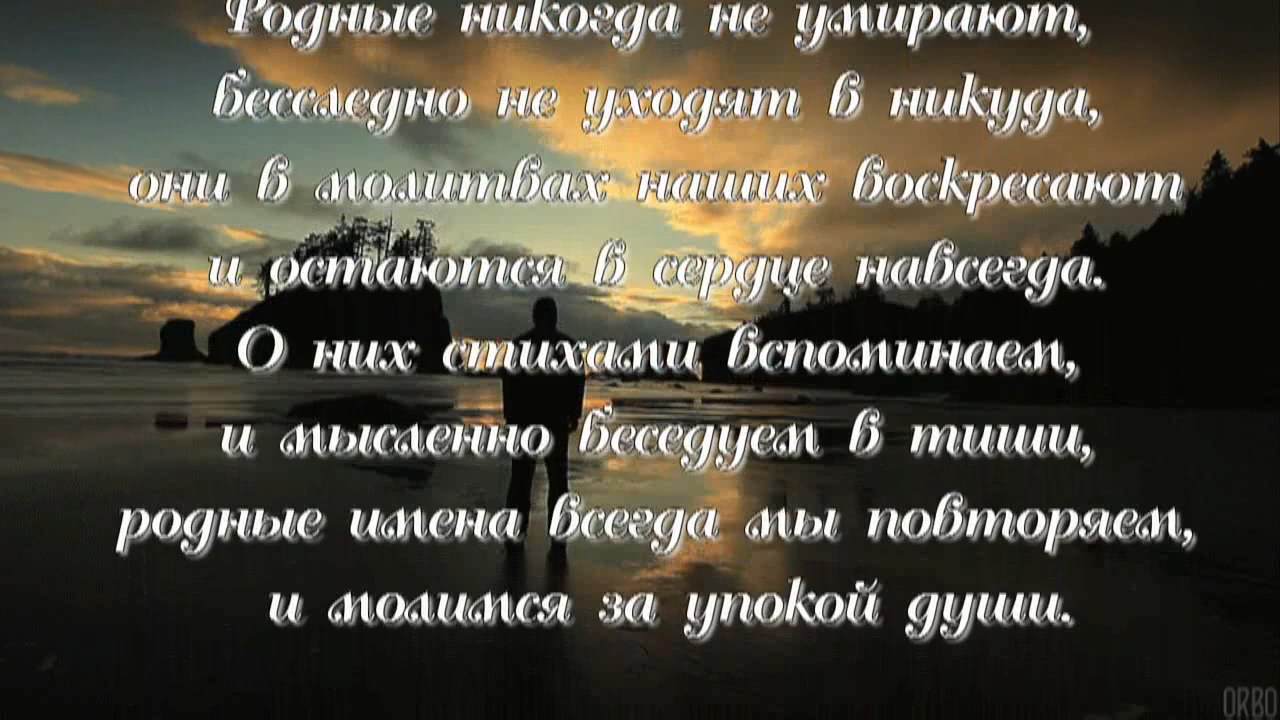 Родные никогда не умирают,
бесследно не уходят в никуда,
они в молитвах наших воскресают
и остаются в сердце навсегда.
О них стихами вспоминаем,
и мысленно беседуем в тиши,
родные имена всегда мы повторяем,
и молимся за упокой души.
ORBO